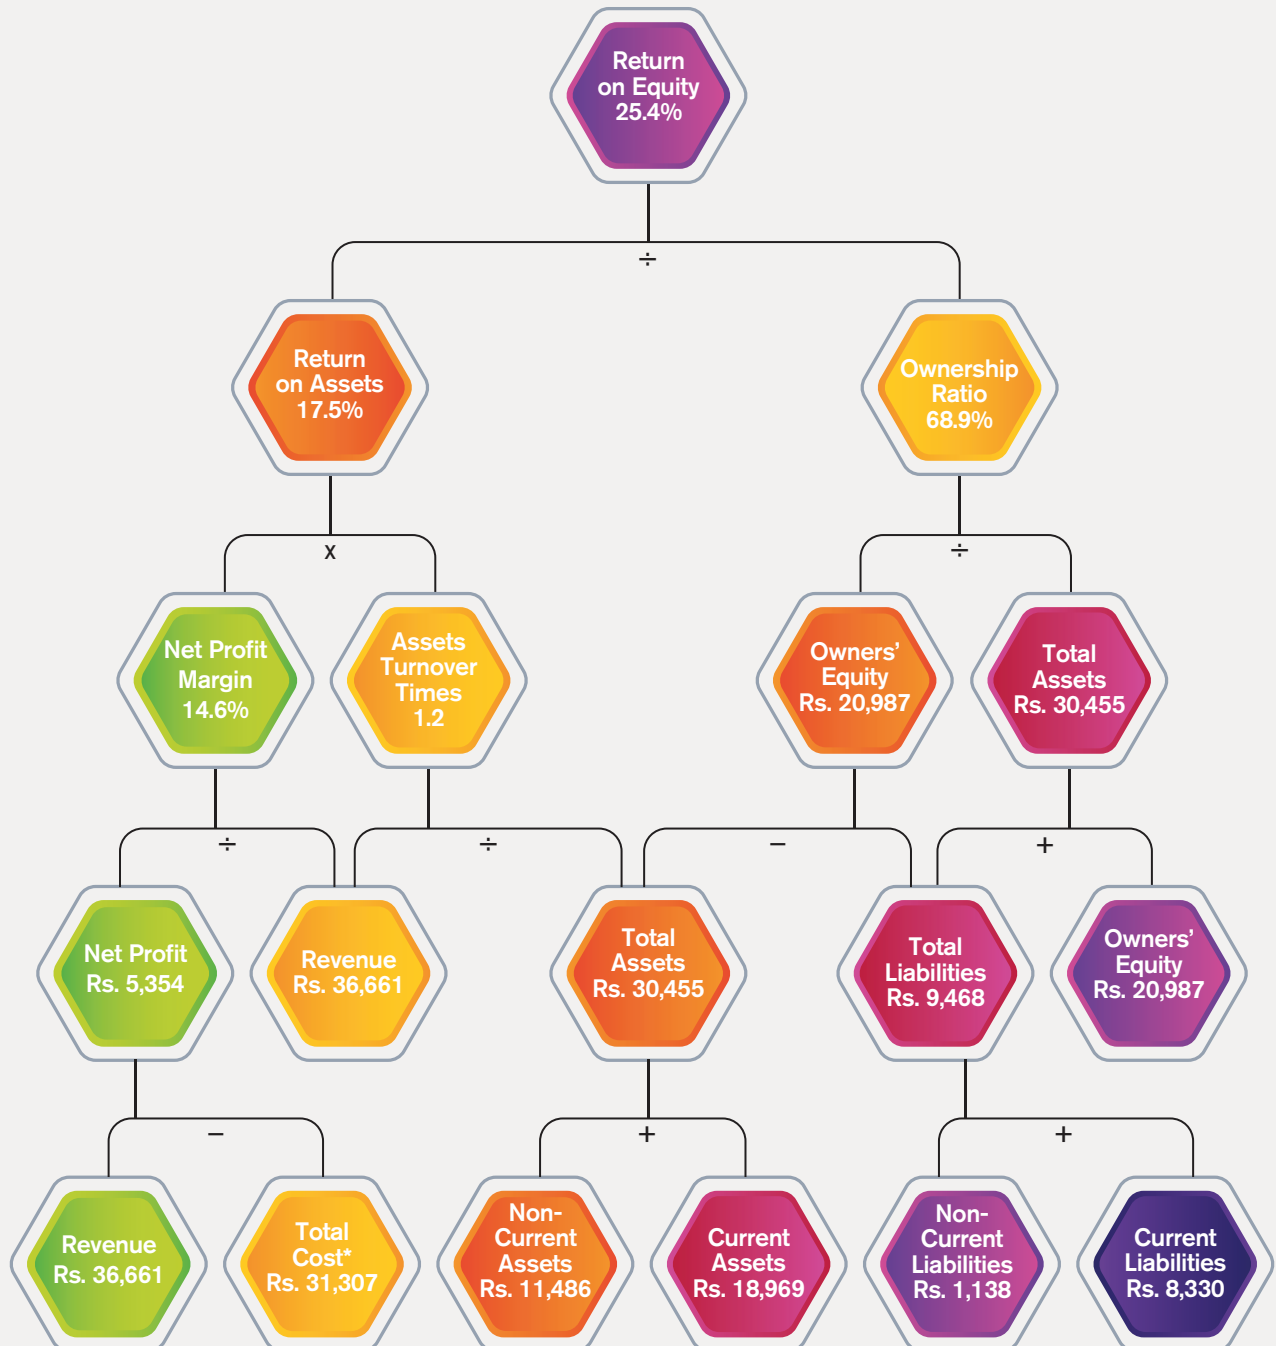 Return
on Equity
25.4%
÷
Return
on Assets
17.5%
Ownership
Ratio
68.9%
x
÷
Net Profit
Margin
14.6%
Assets
Turnover
Times
1.2
Owners’
Equity
Rs. 20,987
Total
Assets
Rs. 30,455
÷
÷
−
+
Net Profit
Rs. 5,354
Revenue
Rs. 36,661
Total
Assets
Rs. 30,455
Total
Liabilities
Rs. 9,468
Owners’
Equity
Rs. 20,987
−
+
+
Revenue
Rs. 36,661
Total
Cost*
Rs. 31,307
Non-
Current
Assets
Rs. 11,486
Current
Assets
Rs. 18,969
Non-
Current
Liabilities
Rs. 1,138
Current
Liabilities
Rs. 8,330